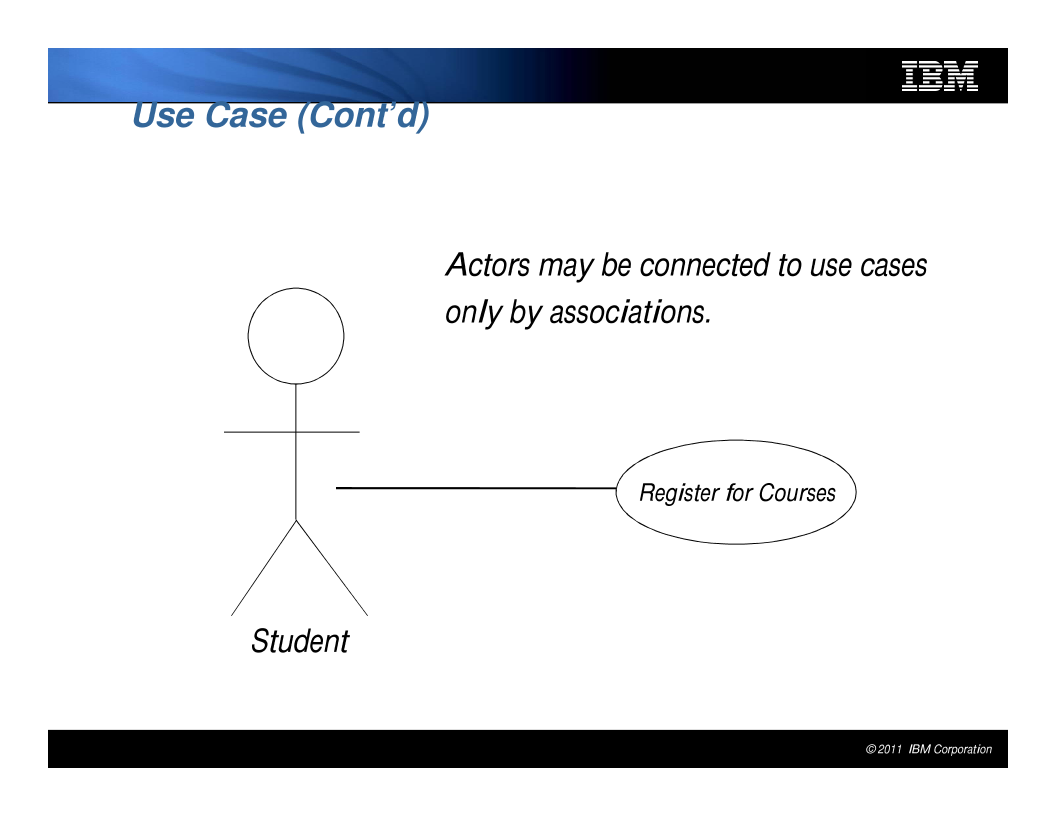 IBM
Use Case (Cont’d)
Actors may be connected to use cases
only by associations.
Register for Courses
Student
© 2011 IBM Corporation